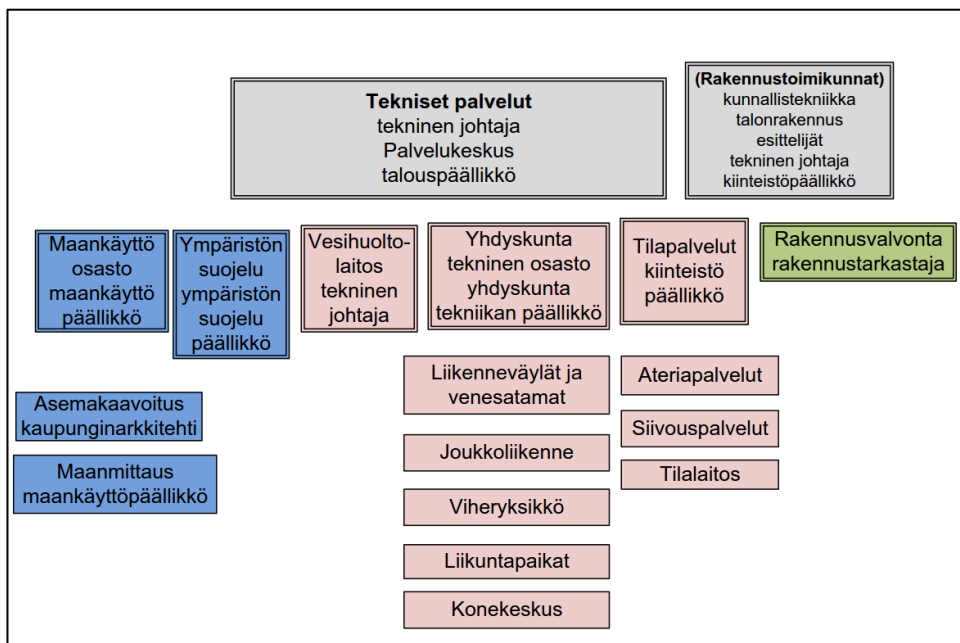 Tekniset palvelut
tekninen johtaja
Palvelukeskus
talouspäällikkö
(Rakennustoimikunnat)
kunnallistekniikka
talonrakennus
esittelijät
tekninen johtaja
kiinteistöpäällikkö
Maankäyttö
osasto
maankäyttö
päällikkö
Ympäristön
suojelu
ympäristön
suojelu
päällikkö
Vesihuolto-
laitos
tekninen
johtaja
Yhdyskunta
tekninen osasto
yhdyskunta
tekniikan päällikkö
Tilapalvelut
kiinteistö
päällikkö
Rakennusvalvonta
rakennustarkastaja
Asemakaavoitus
kaupunginarkkitehti
Maanmittaus
maankäyttöpäällikkö
Liikenneväylät ja
venesatamat
Joukkoliikenne
Viheryksikkö
Liikuntapaikat
Konekeskus
Ateriapalvelut
Siivouspalvelut
Tilalaitos